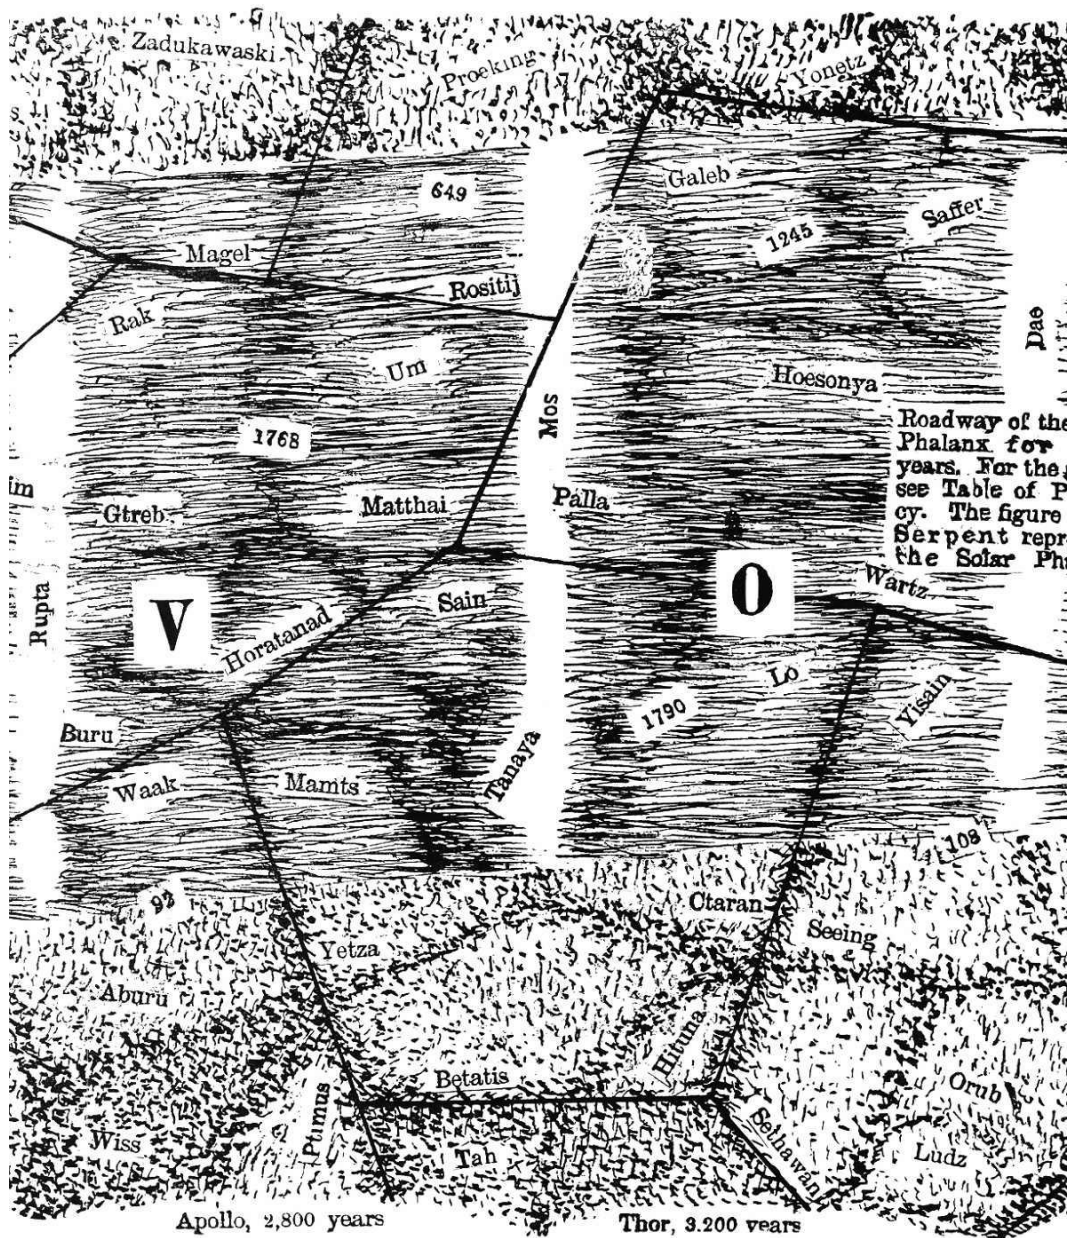 Zadukawaski
Proeking
Yonetz
649
Galeb
Magel
1245
Saffer
Rositij
Rak
Um
Dae
Hoesonya
1768
Mos
Roadway of the
Phalanx for
years. For the
see Table of P
cy. The figure
Serpent repr
the Solar Ph
im
Gtreb
Matthai
Palla
V
O
Wartz
Rupta
Sain
Horatanad
Lo
Yisain
1790
Buru
Tanaya
Waak
Mamts
108
92
Ctaran
Yetza
Seeing
Aburu
Hituna
Betatis
Orub
Ptimus
Sethawan
Wiss
Tah
Ludz
Apollo, 2,800 years
Thor, 3.200 years